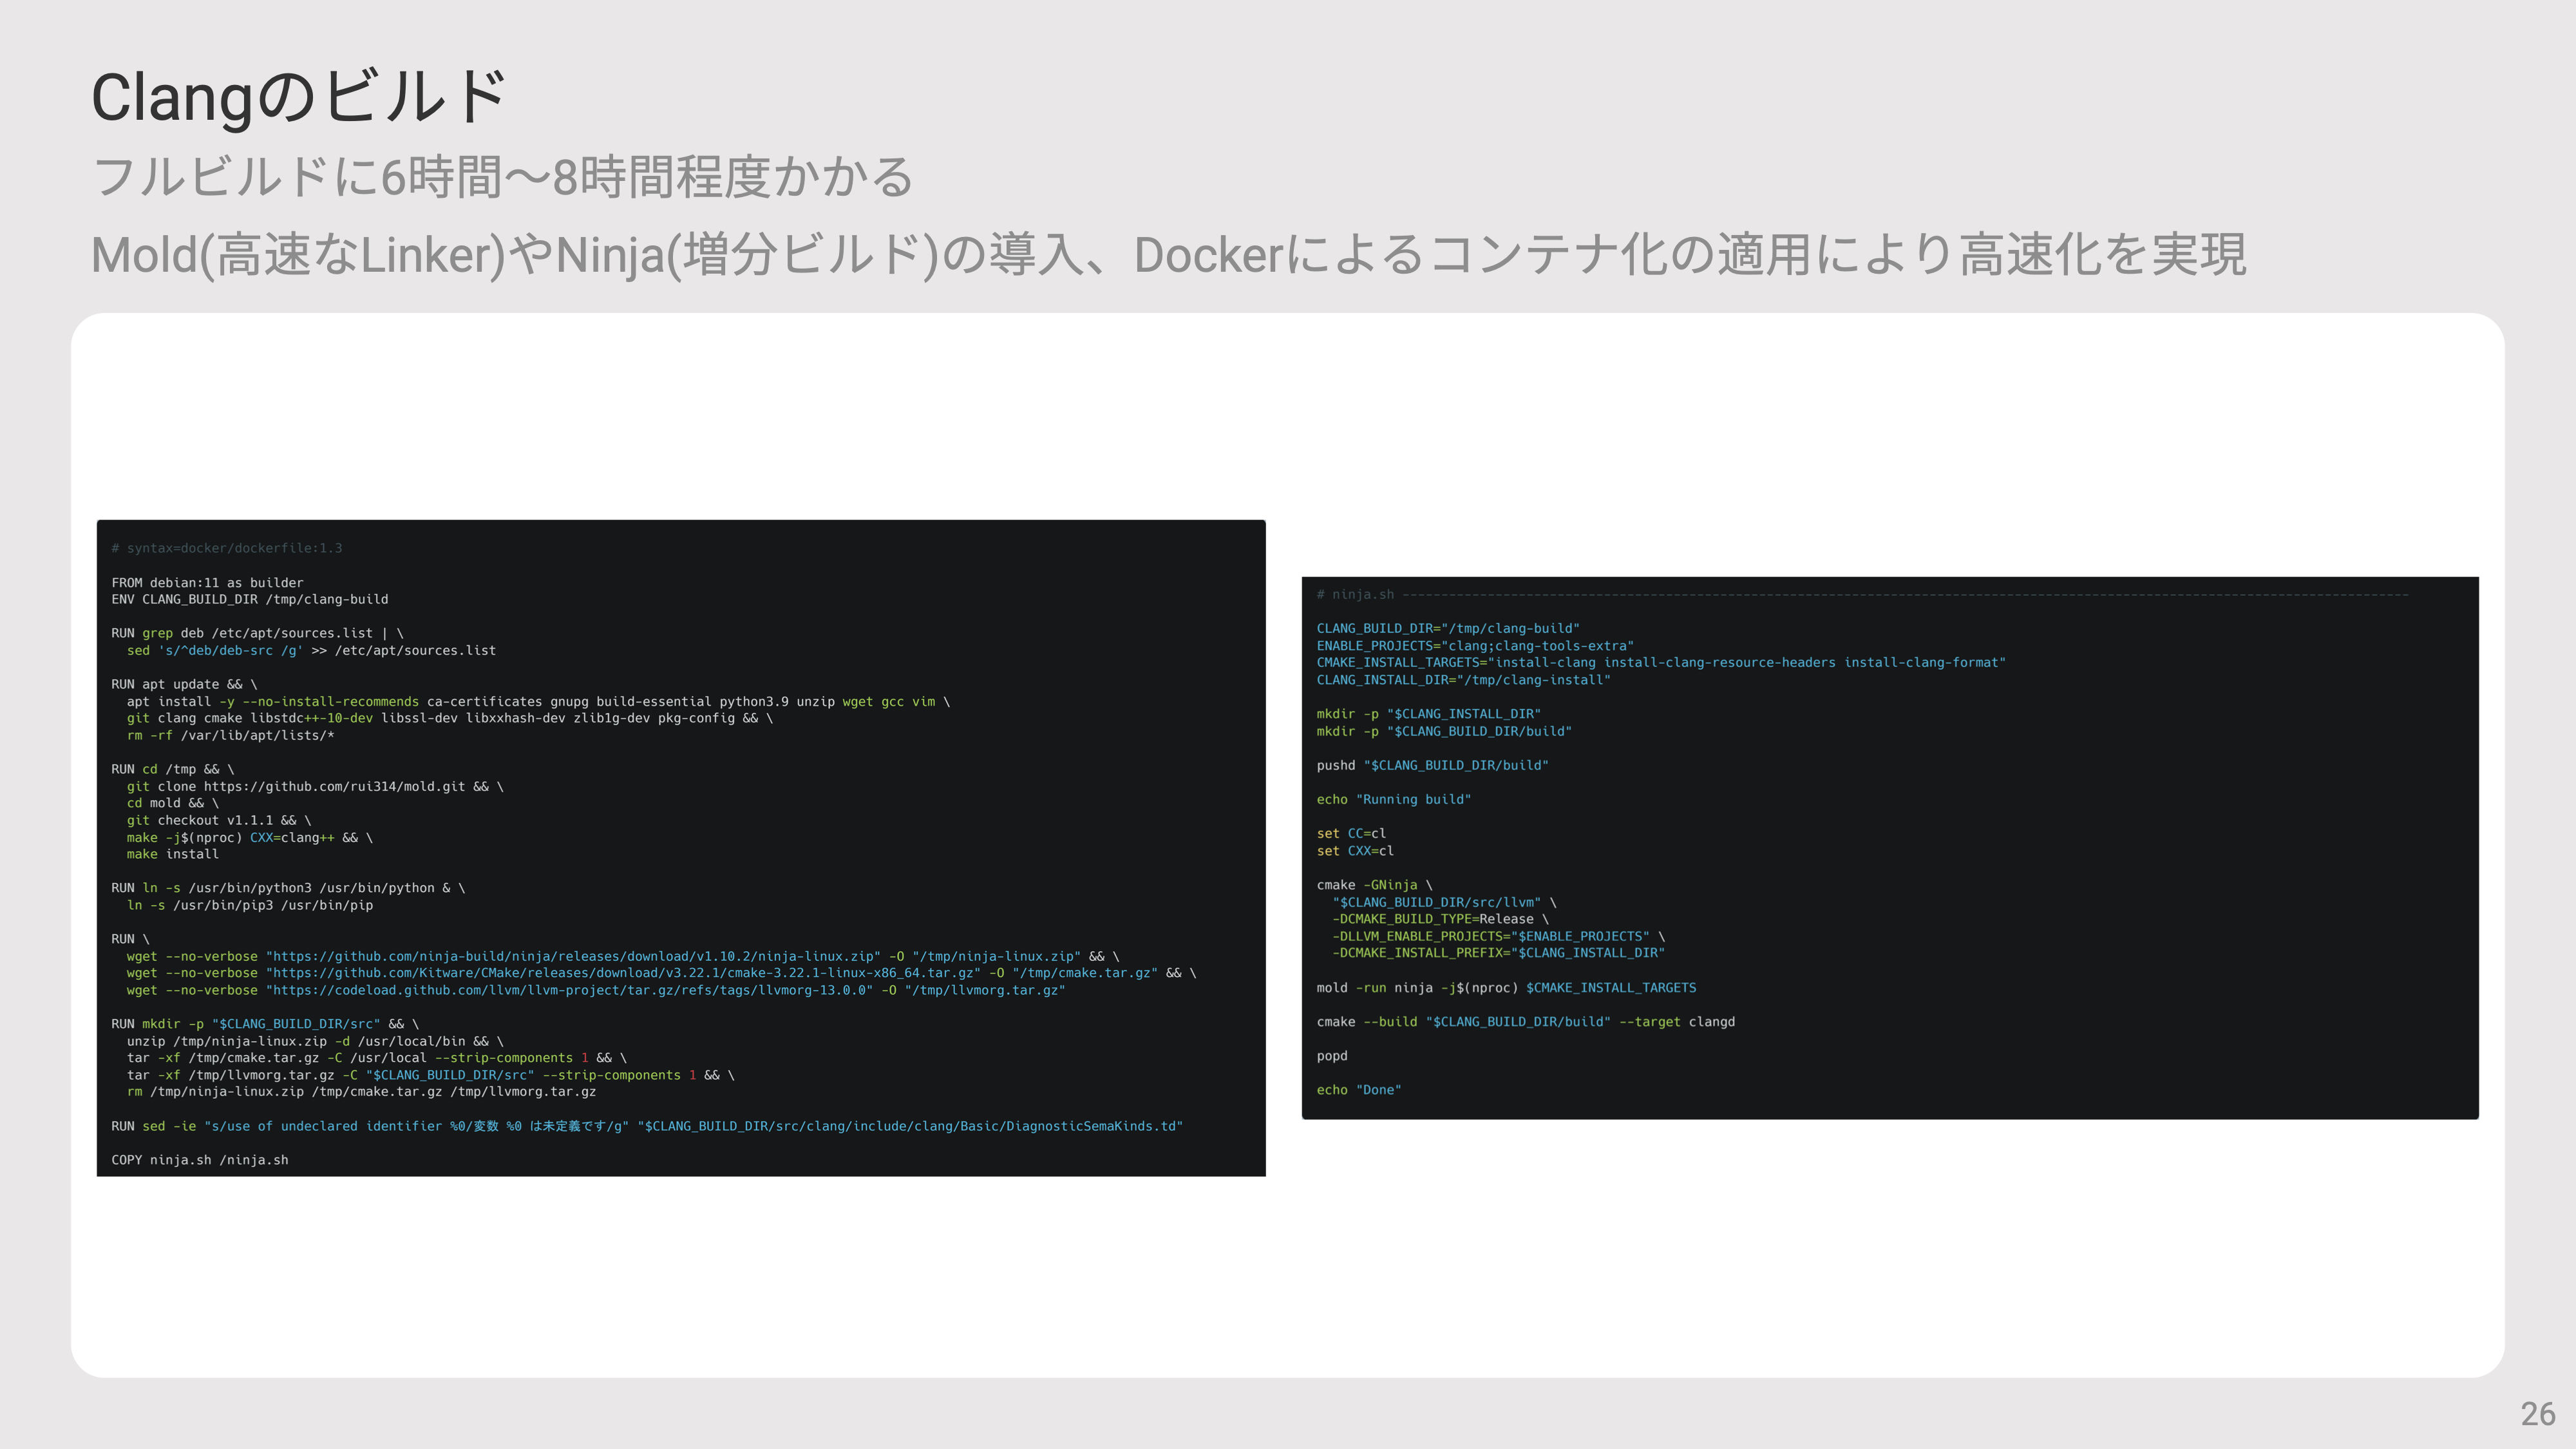 Clangのビルド
フルビルドに6時間〜8時間程度かかる
Mold(高速なLinker)やNinja(増分ビルド)の導入、Dockerによるコンテナ化の適用により高速化を実現
# syntax=docker/dockerfile:1.3
FROM debian:11 as builder
ENV CLANG_BUILD_DIR /tmp/clang-build
RUN grep deb /etc/apt/sources.list | \
  sed 's/^deb/deb-src /g' >> /etc/apt/sources.list
RUN apt update && \
  apt install -y --no-install-recommends ca-certificates gnupg build-essential python3.9 unzip wget gcc vim \
  git clang cmake libstdc++-10-dev libssl-dev libxxhash-dev zlib1g-dev pkg-config && \
  rm -rf /var/lib/apt/lists/*
RUN cd /tmp && \
  git clone https://github.com/rui314/mold.git && \
  cd mold && \
  git checkout v1.1.1 && \
  make -j$(nproc) CXX=clang++ && \
  make install
RUN ln -s /usr/bin/python3 /usr/bin/python & \
  ln -s /usr/bin/pip3 /usr/bin/pip
RUN \
  wget --no-verbose "https://github.com/ninja-build/ninja/releases/download/v1.10.2/ninja-linux.zip" -O "/tmp/ninja-linux.zip" && \
  wget --no-verbose "https://github.com/Kitware/CMake/releases/download/v3.22.1/cmake-3.22.1-linux-x86_64.tar.gz" -O "/tmp/cmake.tar.gz" && \
  wget --no-verbose "https://codeload.github.com/llvm/llvm-project/tar.gz/refs/tags/llvmorg-13.0.0" -O "/tmp/llvmorg.tar.gz"
RUN mkdir -p "$CLANG_BUILD_DIR/src" && \
  unzip /tmp/ninja-linux.zip -d /usr/local/bin && \
  tar -xf /tmp/cmake.tar.gz -C /usr/local --strip-components 1 && \
  tar -xf /tmp/llvmorg.tar.gz -C "$CLANG_BUILD_DIR/src" --strip-components 1 && \
  rm /tmp/ninja-linux.zip /tmp/cmake.tar.gz /tmp/llvmorg.tar.gz
RUN sed -ie "s/use of undeclared identifier %0/変数 %0 は未定義です/g" "$CLANG_BUILD_DIR/src/clang/include/clang/Basic/DiagnosticSemaKinds.td"
COPY ninja.sh /ninja.sh
# ninja.sh -----------------------------------------------------------------------------------------------------------------------------------
CLANG_BUILD_DIR="/tmp/clang-build"
ENABLE_PROJECTS="clang;clang-tools-extra"
CMAKE_INSTALL_TARGETS="install-clang install-clang-resource-headers install-clang-format"
CLANG_INSTALL_DIR="/tmp/clang-install"
mkdir -p "$CLANG_INSTALL_DIR"
mkdir -p "$CLANG_BUILD_DIR/build"
pushd "$CLANG_BUILD_DIR/build"
echo "Running build"
set CC=cl
set CXX=cl
cmake -GNinja \
  "$CLANG_BUILD_DIR/src/llvm" \
  -DCMAKE_BUILD_TYPE=Release \
  -DLLVM_ENABLE_PROJECTS="$ENABLE_PROJECTS" \
  -DCMAKE_INSTALL_PREFIX="$CLANG_INSTALL_DIR"
mold -run ninja -j$(nproc) $CMAKE_INSTALL_TARGETS
cmake --build "$CLANG_BUILD_DIR/build" --target clangd
popd
echo "Done"
26